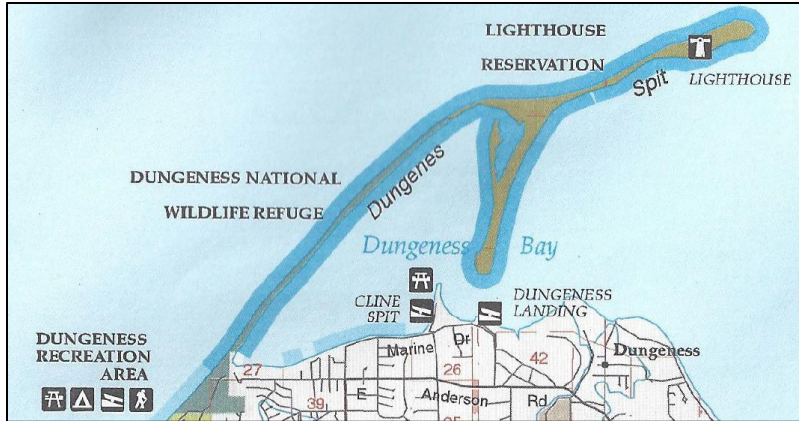 LIGHTHOUSE
RESERVATION
Spit
LIGHTHOUSE
DUNGENESS NATIONAL
WILDLIFE REFUGE
Dungenes
Dungeness Bay
CLINE
SPIT
DUNGENESS
LANDING
DUNGENESS
RECREATION
AREA
Marine Dr
Dungeness
27
26
42
39
E Anderson Rd